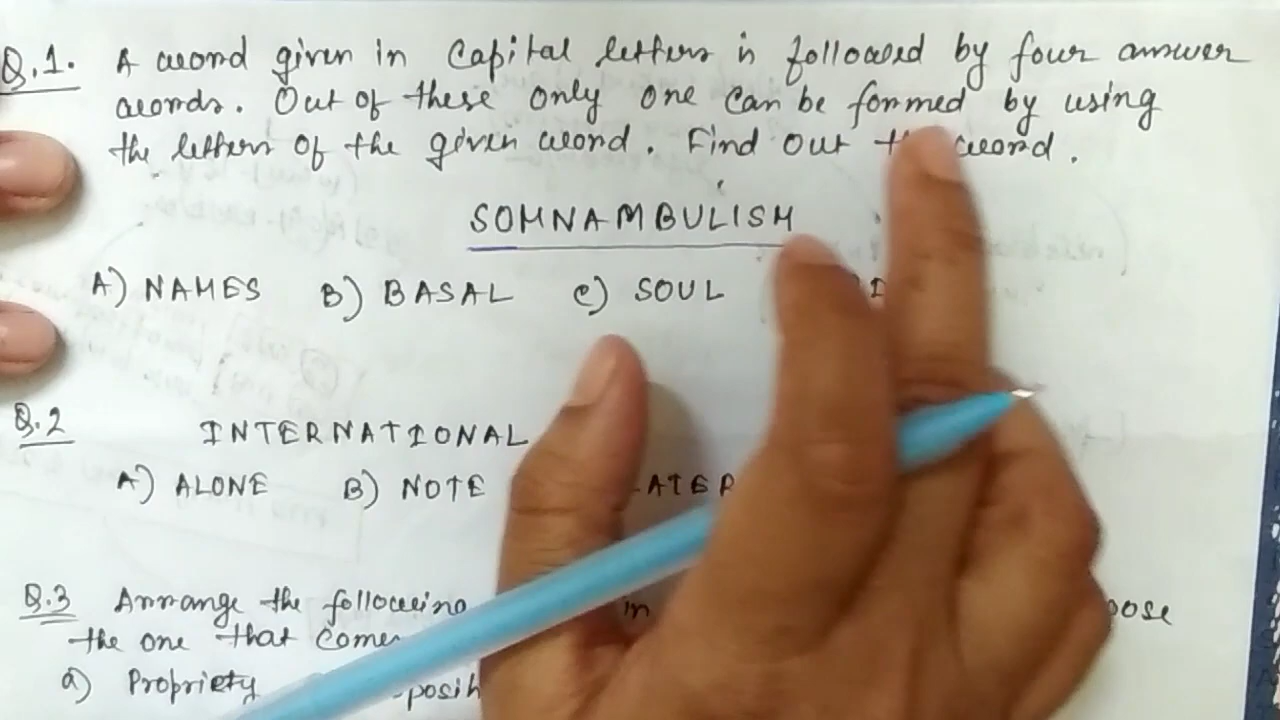 Q.1. A word given in Capital letters is followed by four answer
words. Out of these only one Can be formed by using
the letters of the given word. Find Out word.
SOMNAMBULISM
A) NAMES B) BASAL C) SOUL
Q.2 INTERNATIONAL
A) ALONE B) NOTE
Q.3 Arrange the following in
the one that comes
a) Propriety